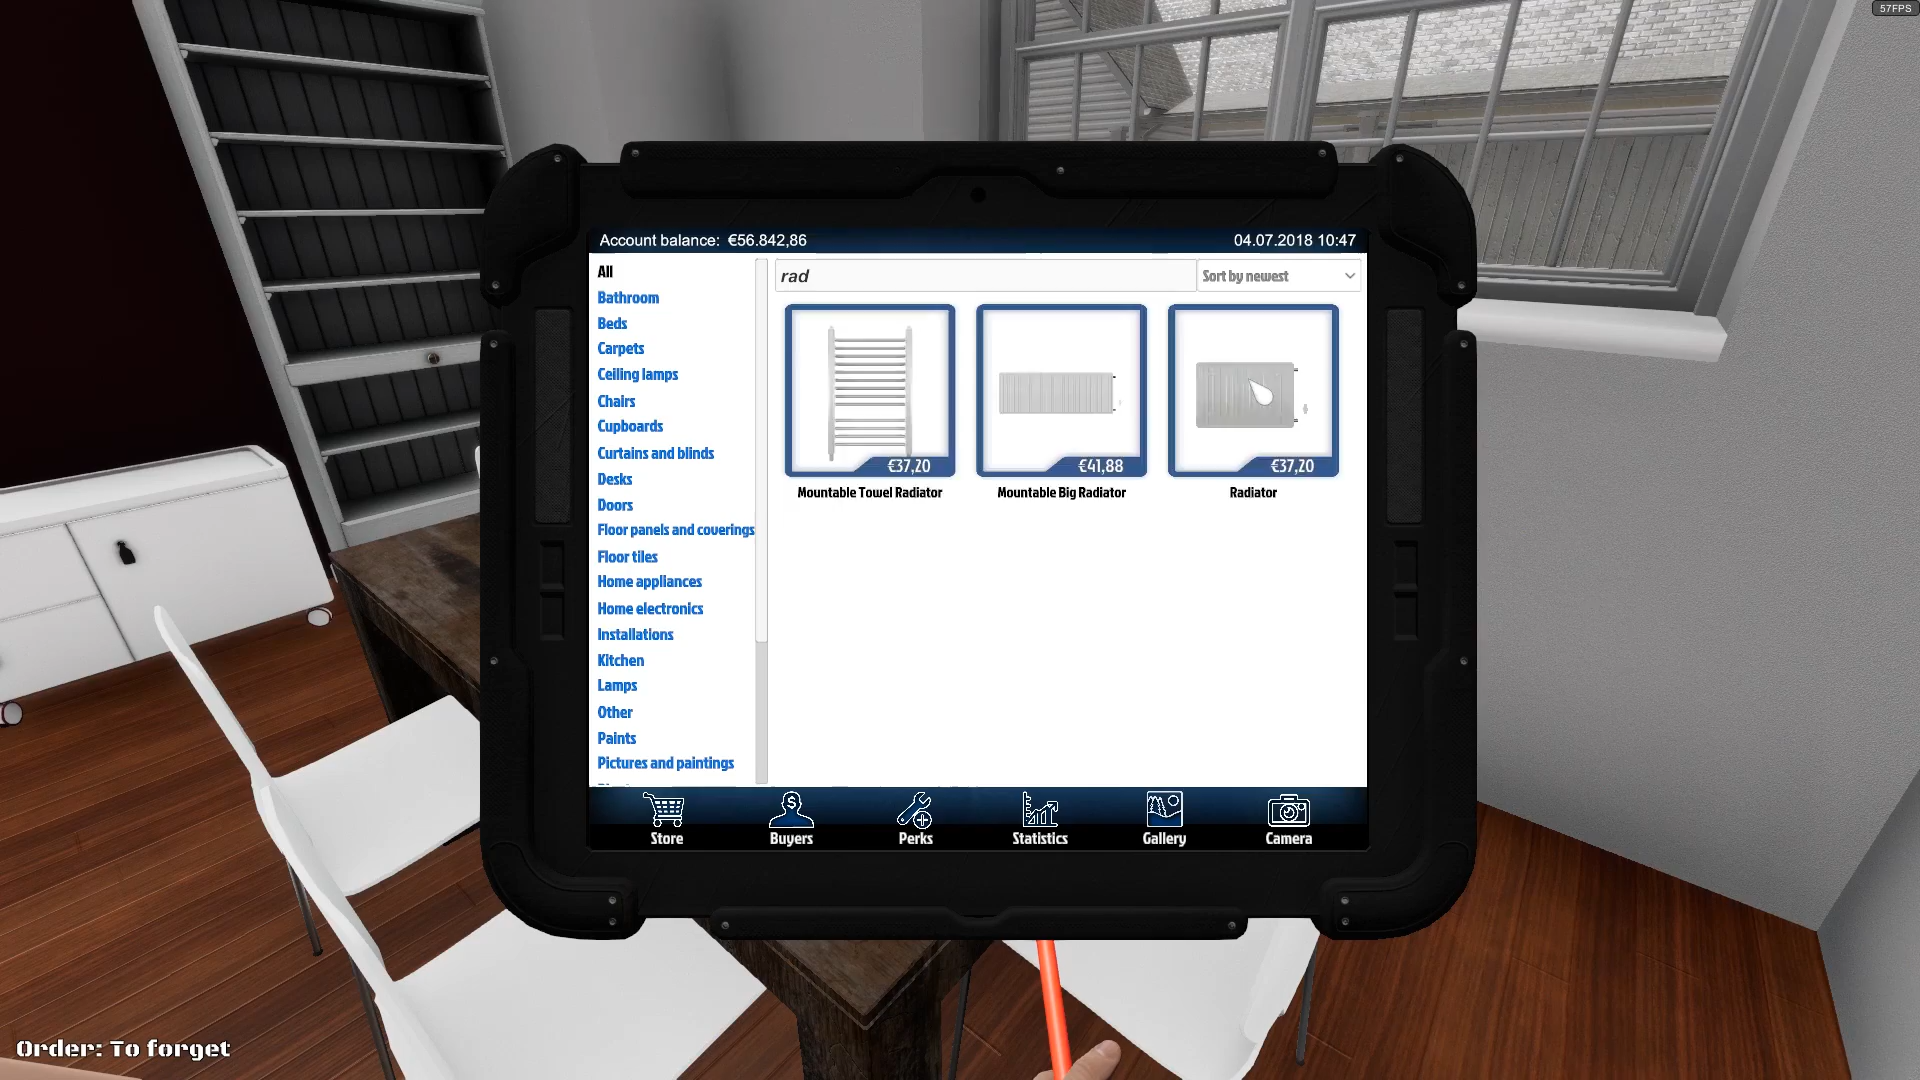 57FPS
Account balance: €56.842,86
04.07.2018 10:47
All
Bathroom
Beds
Carpets
Ceiling lamps
Chairs
Cupboards
Curtains and blinds
Desks
Doors
Floor panels and coverings
Floor tiles
Home appliances
Home electronics
Installations
Kitchen
Lamps
Other
Paints
Pictures and paintings
rad
Sort by newest
€37,20
€41,88
€37,20
Mountable Towel Radiator
Mountable Big Radiator
Radiator
Store
Buyers
Perks
Statistics
Gallery
Camera
Order: To forget